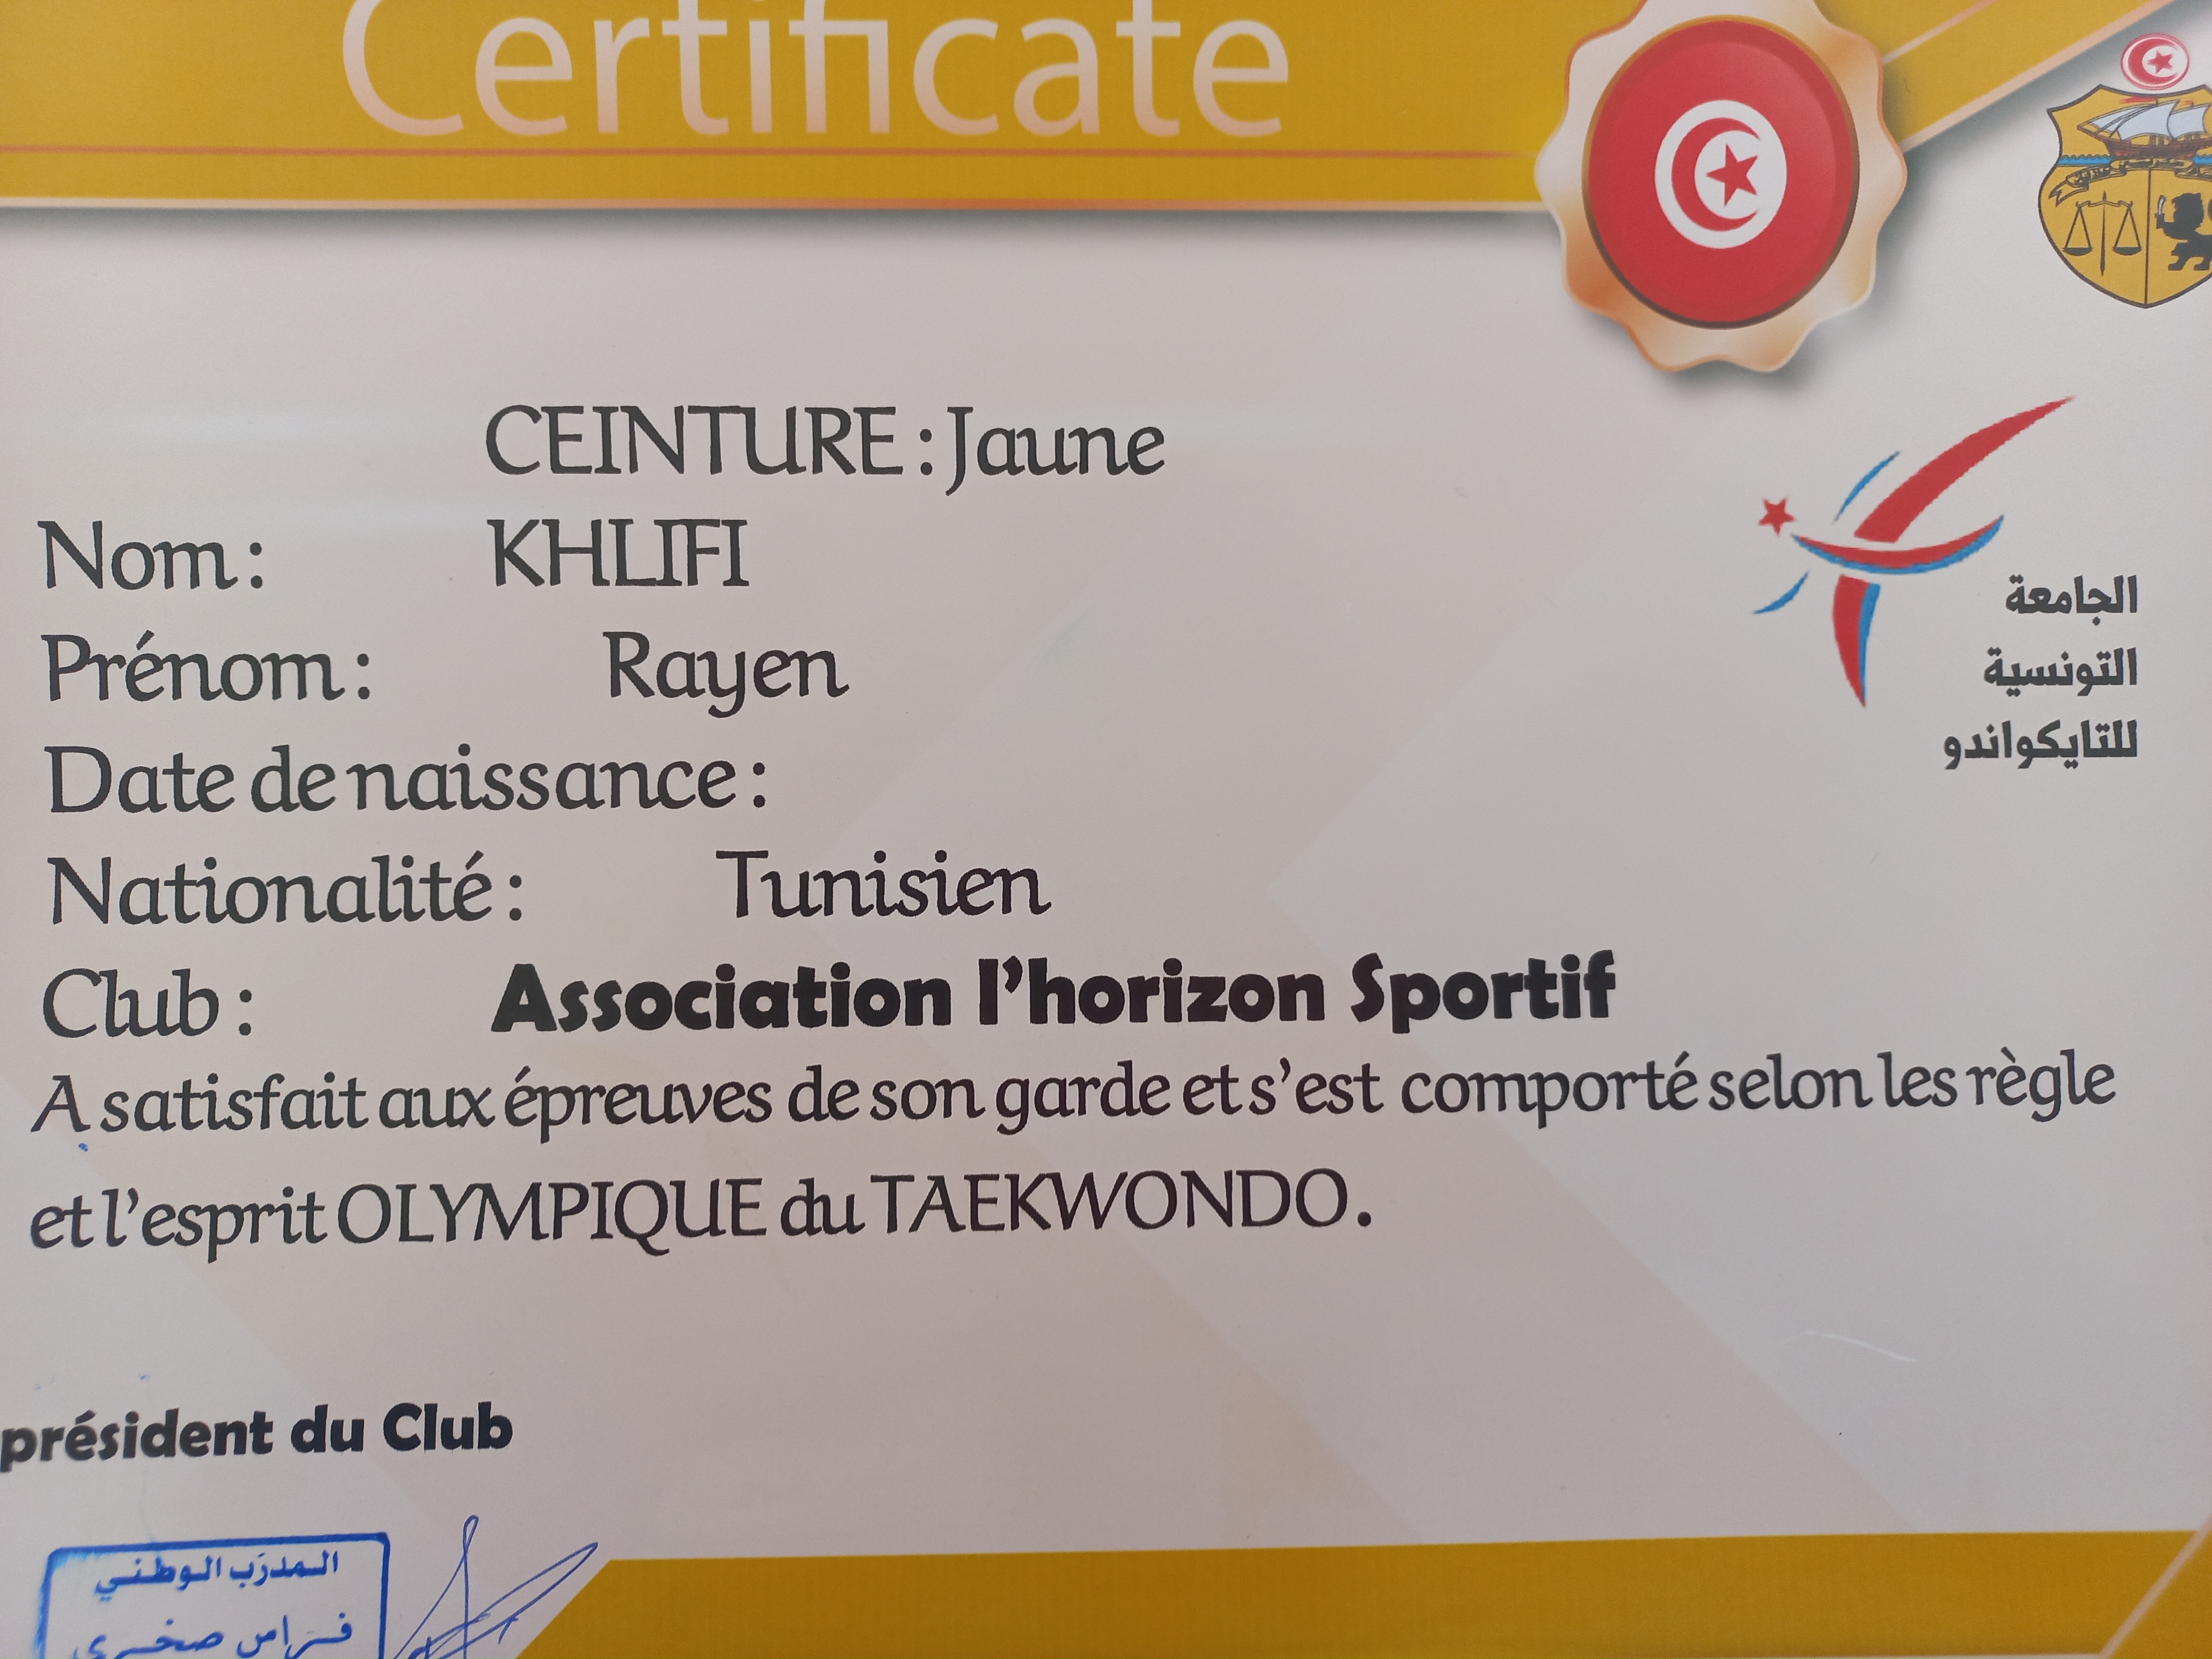 Certificate
CEINTURE : Jaune
Nom : KHLIFI
Prénom : Rayen
Date de naissance :
Nationalité : Tunisien
Club : Association l'horizon Sportif
A satisfait aux épreuves de son garde et s'est comporté selon les règle
et l'esprit OLYMPIQUE du TAEKWONDO.
الجامعة
التونسية
للتايكواندو
président du Club
المدرب الوطني
فراس صخري